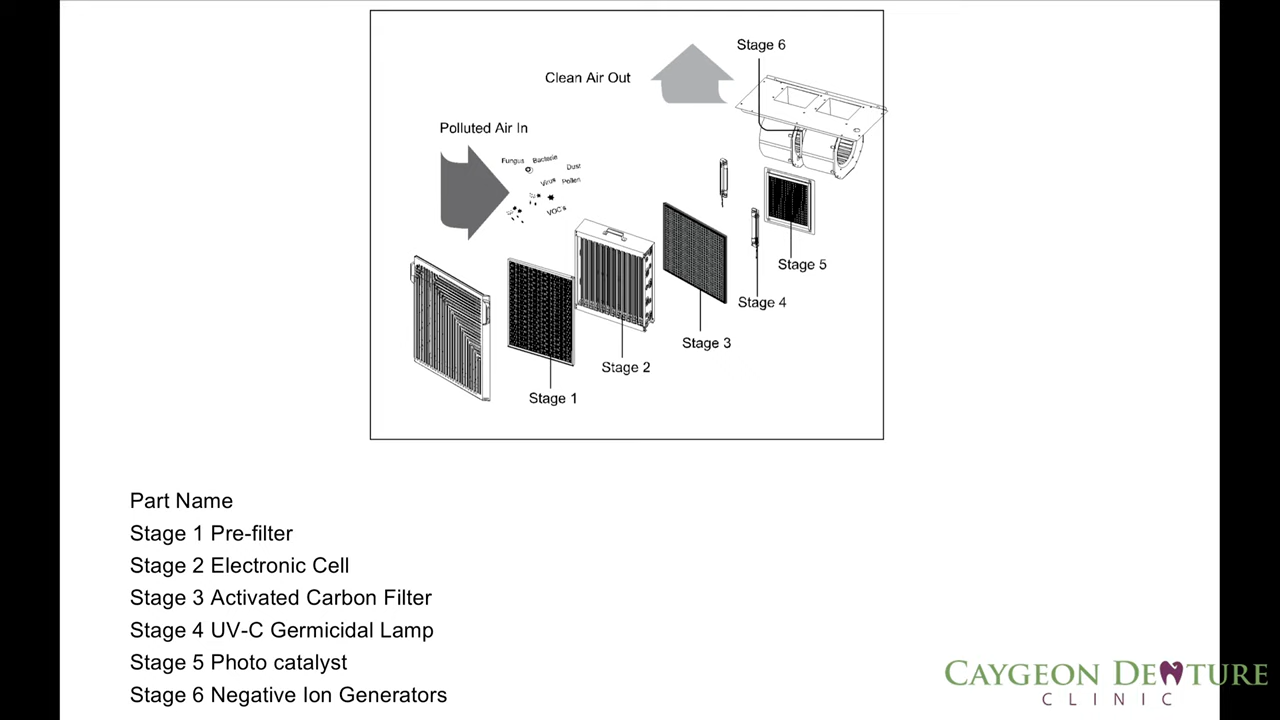 Stage 6
Clean Air Out
Polluted Air In
Fungus Bacteria
Dust
Virus Pollen
VOC's
Stage 5
Stage 4
Stage 3
Stage 2
Stage 1
Part Name
Stage 1 Pre-filter
Stage 2 Electronic Cell
Stage 3 Activated Carbon Filter
Stage 4 UV-C Germicidal Lamp
Stage 5 Photo catalyst
Stage 6 Negative Ion Generators
CAYGEON DENTURE
CLINIC